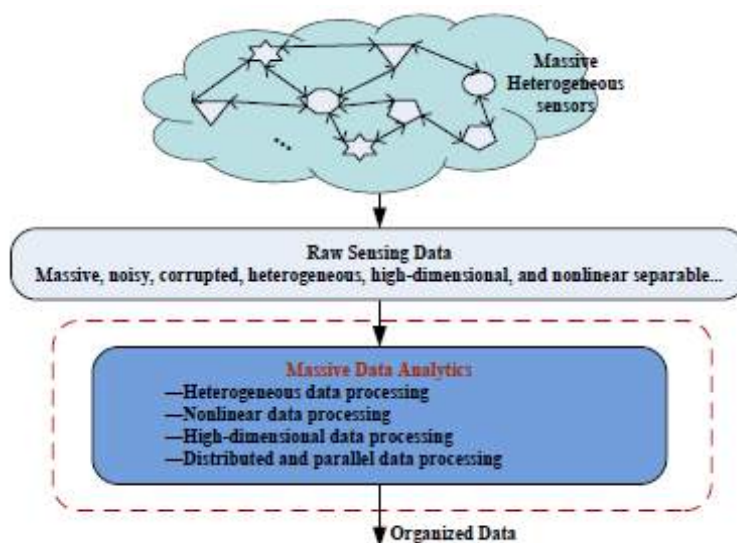 Massive
Heterogeneous
sensors
...
Raw Sensing Data
Massive, noisy, corrupted, heterogeneous, high-dimensional, and nonlinear separable...
Massive Data Analytics
—Heterogeneous data processing
—Nonlinear data processing
—High-dimensional data processing
—Distributed and parallel data processing
Organized Data